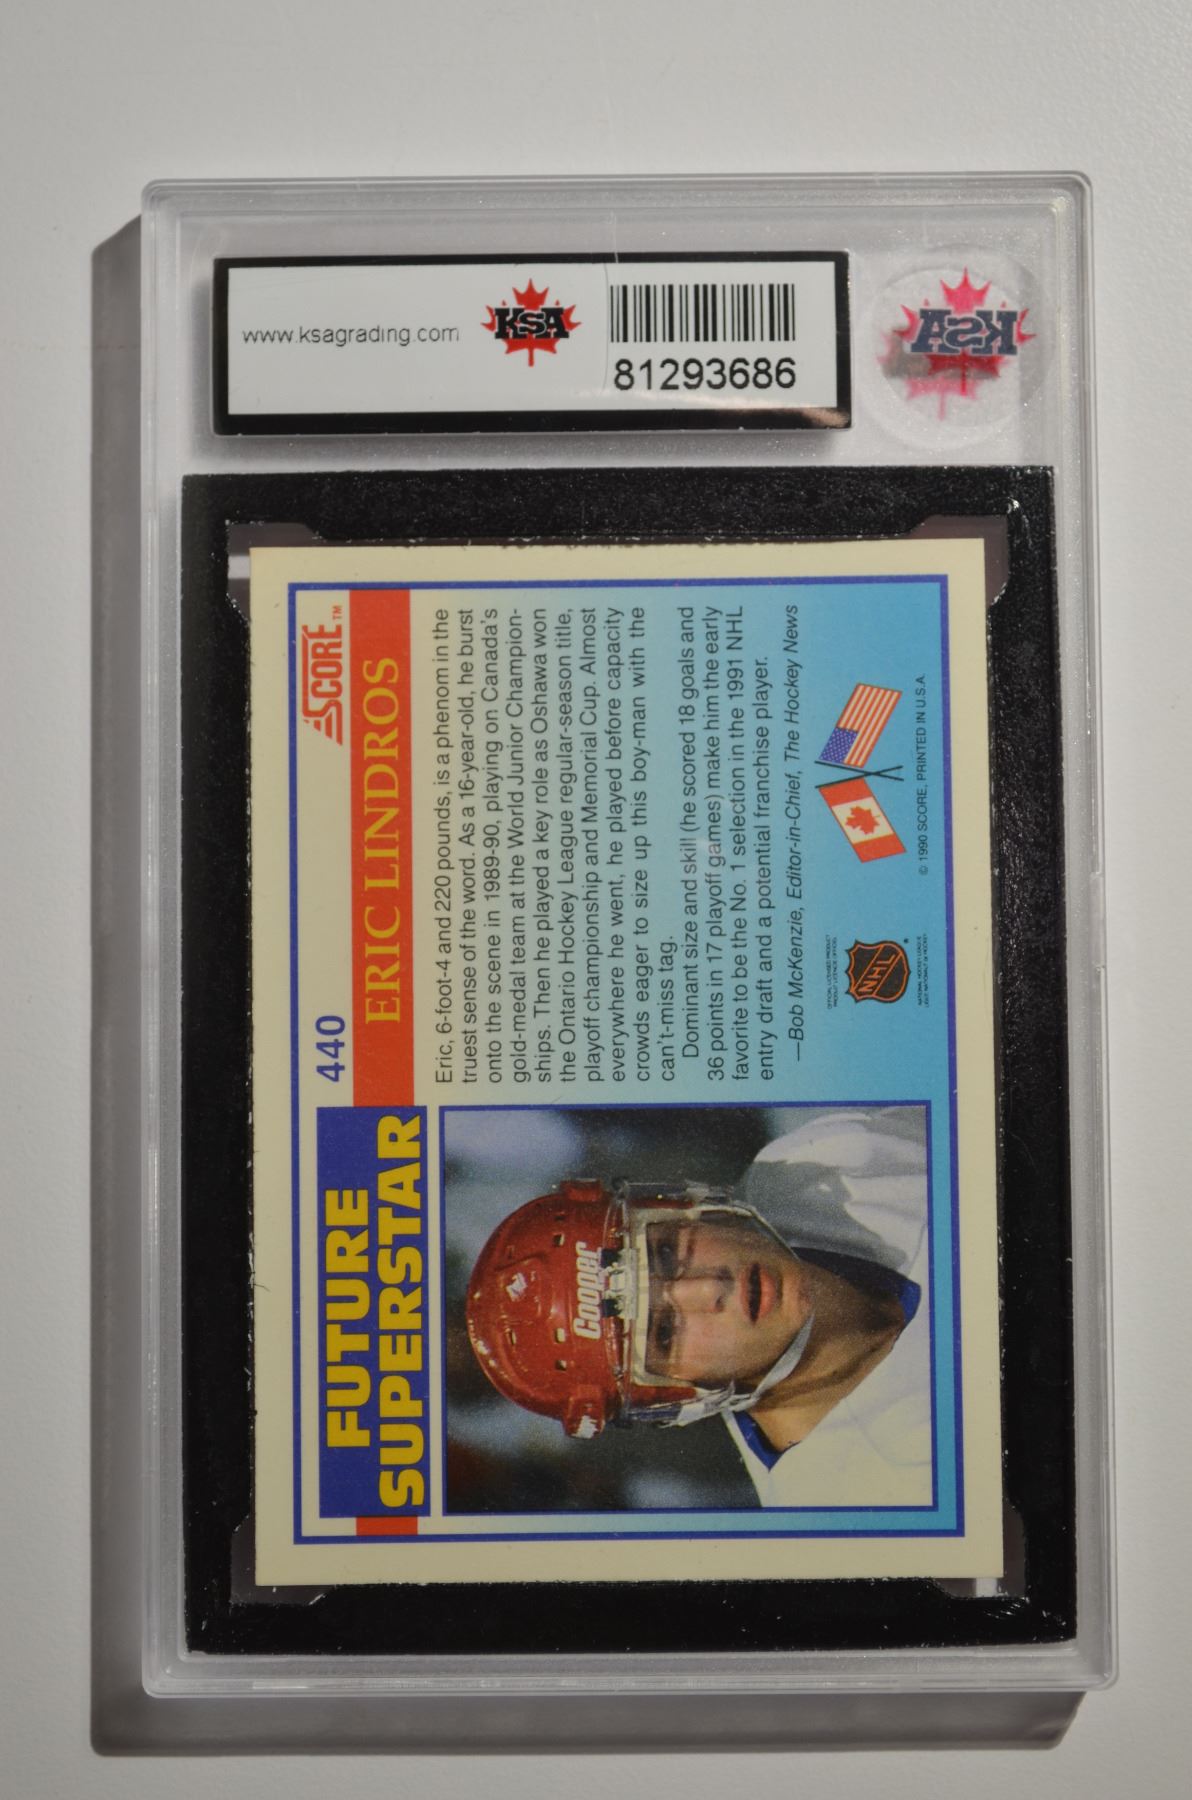 www.ksagrading.com
KSA
81293686
KSA
FUTURE
SUPERSTAR
440
SCORE™
ERIC LINDROS
Eric, 6-foot-4 and 220 pounds, is a phenom in the
truest sense of the word. As a 16-year-old, he burst
onto the scene in 1989-90, playing on Canada's
gold-medal team at the World Junior Champion-
ships. Then he played a key role as Oshawa won
the Ontario Hockey League regular-season title,
playoff championship and Memorial Cup. Almost
everywhere he went, he played before capacity
crowds eager to size up this boy-man with the
can't-miss tag.
Dominant size and skill (he scored 18 goals and
36 points in 17 playoff games) make him the early
favorite to be the No. 1 selection in the 1991 NHL
entry draft and a potential franchise player.
—Bob McKenzie, Editor-in-Chief, The Hockey News
Cooper
OFFICIAL LICENSED PRODUCT
NHL
NATIONAL HOCKEY LEAGUE
© 1990 SCORE, PRINTED IN U.S.A.